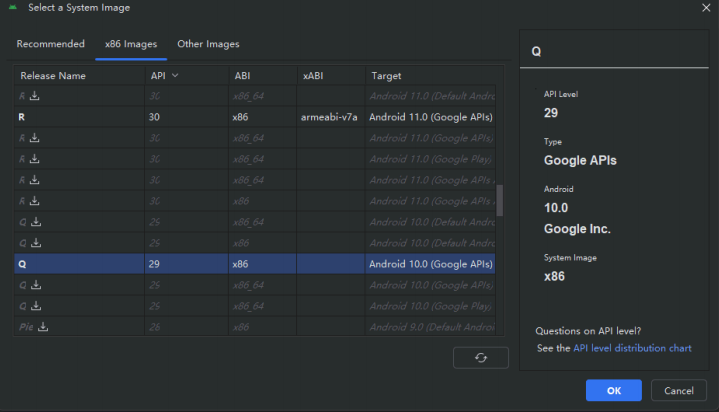 Select a System Image
Recommended x86 Images Other Images
Release Name API ABI xABI Target
R 30 x86_64 Android 11.0 (Default Andro
R 30 x86 armeabi-v7a Android 11.0 (Google APIs)
R 30 x86_64 Android 11.0 (Google APIs)
R 30 x86_64 Android 11.0 (Google Play)
R 30 x86_64 Android 11.0 (Google APIs
R 30 x86 Android 11.0 (Google APIs
Q 29 x86_64 Android 10.0 (Default Andro
Q 29 x86 Android 10.0 (Default Andro
Q 29 x86 Android 10.0 (Google APIs)
Q 29 x86_64 Android 10.0 (Google APIs)
Q 29 x86_64 Android 10.0 (Google Play)
Pie 28 x86 Android 9.0 (Default Androi
Q
API Level
29
Type
Google APIs
Android
10.0
Google Inc.
System Image
x86
Questions on API level?
See the API level distribution chart
OK Cancel